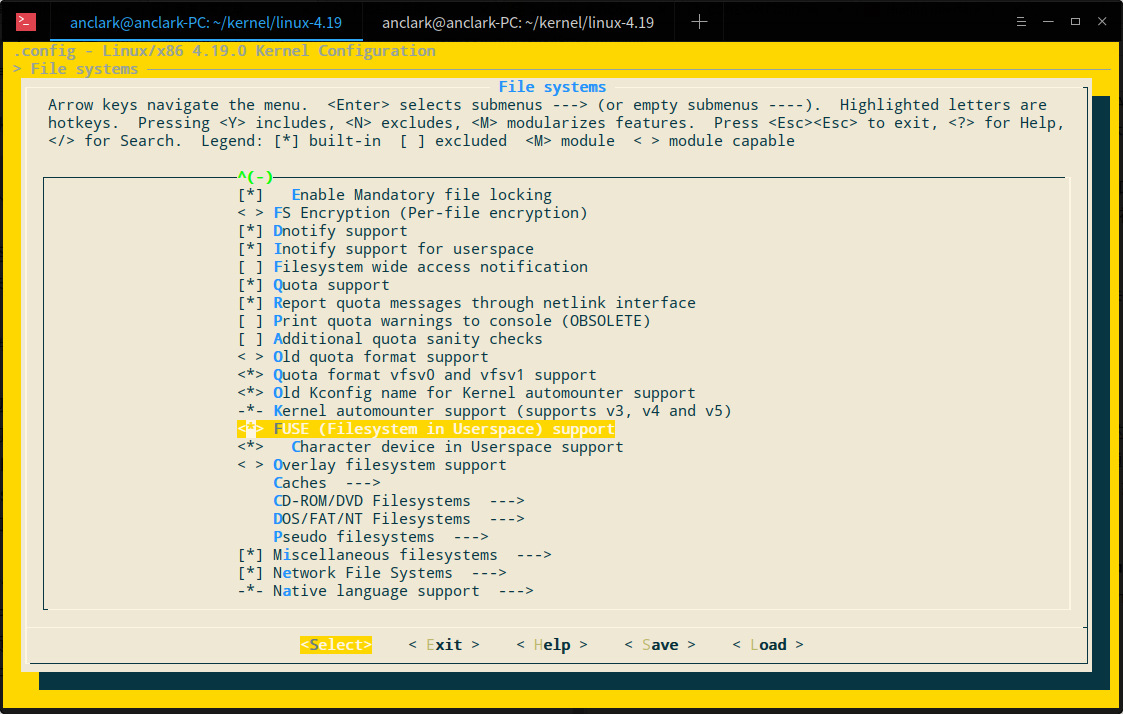 anclark@anclark-PC: ~/kernel/linux-4.19
anclark@anclark-PC: ~/kernel/linux-4.19
.config - Linux/x86 4.19.0 Kernel Configuration
> File systems
File systems
Arrow keys navigate the menu.  <Enter> selects submenus ---> (or empty submenus ----).  Highlighted letters are
hotkeys.  Pressing <Y> includes, <N> excludes, <M> modularizes features.  Press <Esc><Esc> to exit, <?> for Help,
</> for Search.  Legend: [*] built-in  [ ] excluded  <M> module  < > module capable
^(-)
[*]   Enable Mandatory file locking
< > FS Encryption (Per-file encryption)
[*] Dnotify support
[*] Inotify support for userspace
[ ] Filesystem wide access notification
[*] Quota support
[*] Report quota messages through netlink interface
[ ] Print quota warnings to console (OBSOLETE)
[ ] Additional quota sanity checks
< > Old quota format support
<*> Quota format vfsv0 and vfsv1 support
<*> Old Kconfig name for Kernel automounter support
-*- Kernel automounter support (supports v3, v4 and v5)
<*> FUSE (Filesystem in Userspace) support
<*>   Character device in Userspace support
< > Overlay filesystem support
Caches  --->
CD-ROM/DVD Filesystems  --->
DOS/FAT/NT Filesystems  --->
Pseudo filesystems  --->
[*] Miscellaneous filesystems  --->
[*] Network File Systems  --->
-*- Native language support  --->
<Select>    < Exit >    < Help >    < Save >    < Load >